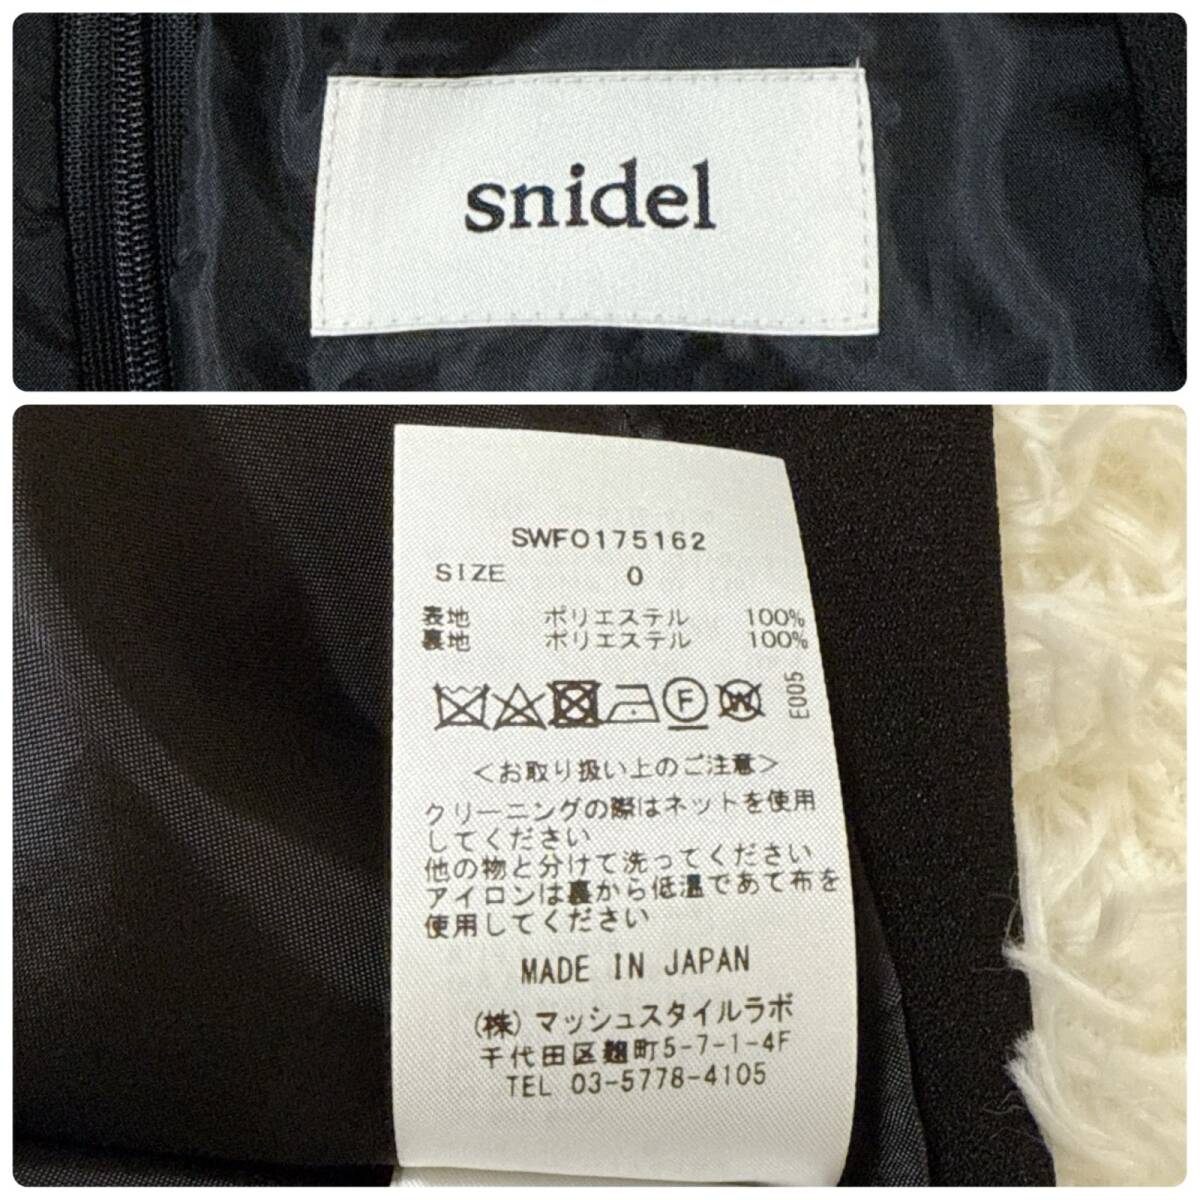 snidel
SWFO175162
SIZE 0
表地 ポリエステル 100%
裏地 ポリエステル 100%
F W E005
<お取り扱い上のご注意>
クリーニングの際はネットを使用
してください
他の物と分けて洗ってください
アイロンは裏から低温であて布を
使用してください
MADE IN JAPAN
(株)マッシュスタイルラボ
千代田区麹町5-7-1-4F
TEL 03-5778-4105